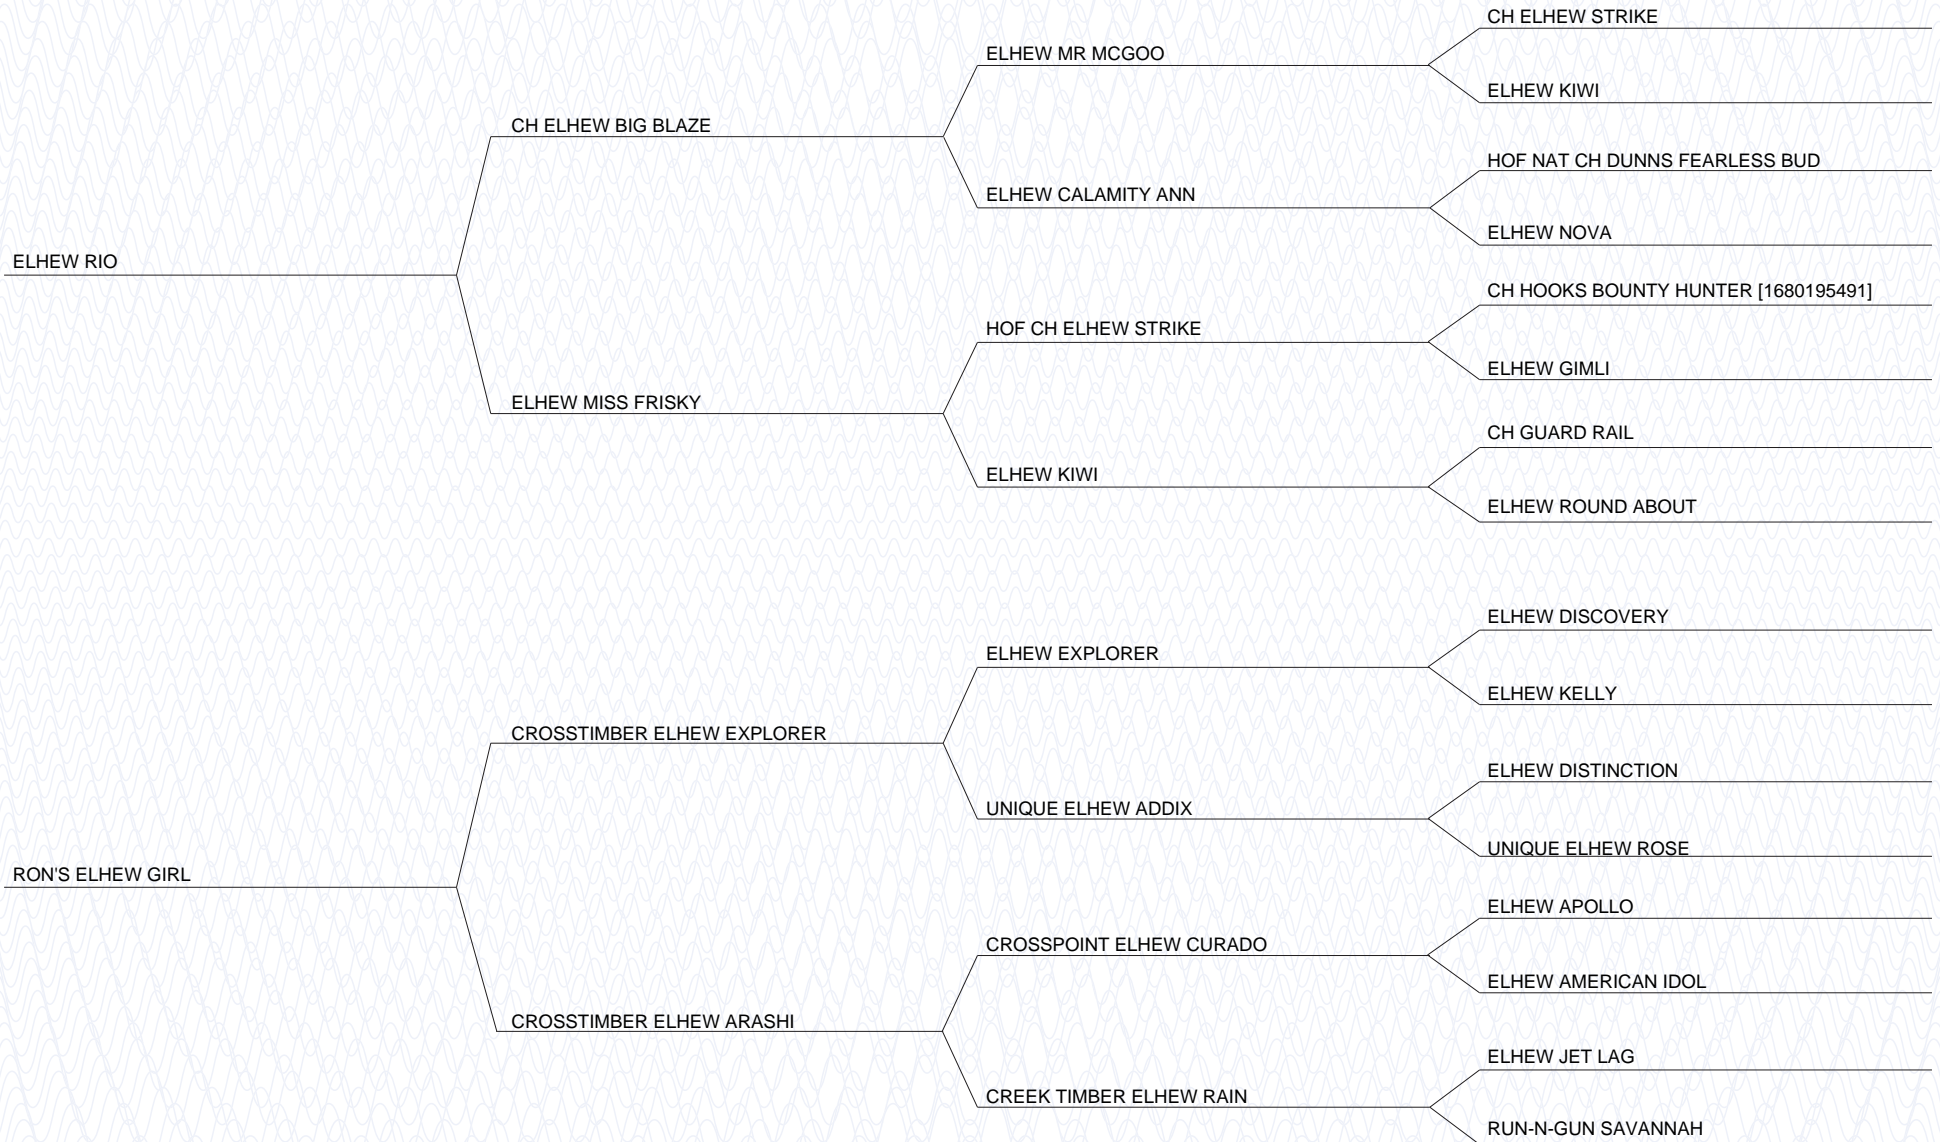 CH ELHEW STRIKE
ELHEW MR MCGOO
ELHEW KIWI
CH ELHEW BIG BLAZE
HOF NAT CH DUNNS FEARLESS BUD
ELHEW CALAMITY ANN
ELHEW NOVA
ELHEW RIO
CH HOOKS BOUNTY HUNTER [1680195491]
HOF CH ELHEW STRIKE
ELHEW GIMLI
ELHEW MISS FRISKY
CH GUARD RAIL
ELHEW KIWI
ELHEW ROUND ABOUT
ELHEW DISCOVERY
ELHEW EXPLORER
ELHEW KELLY
CROSSTIMBER ELHEW EXPLORER
ELHEW DISTINCTION
UNIQUE ELHEW ADDIX
UNIQUE ELHEW ROSE
RON'S ELHEW GIRL
ELHEW APOLLO
CROSSPOINT ELHEW CURADO
ELHEW AMERICAN IDOL
CROSSTIMBER ELHEW ARASHI
ELHEW JET LAG
CREEK TIMBER ELHEW RAIN
RUN-N-GUN SAVANNAH